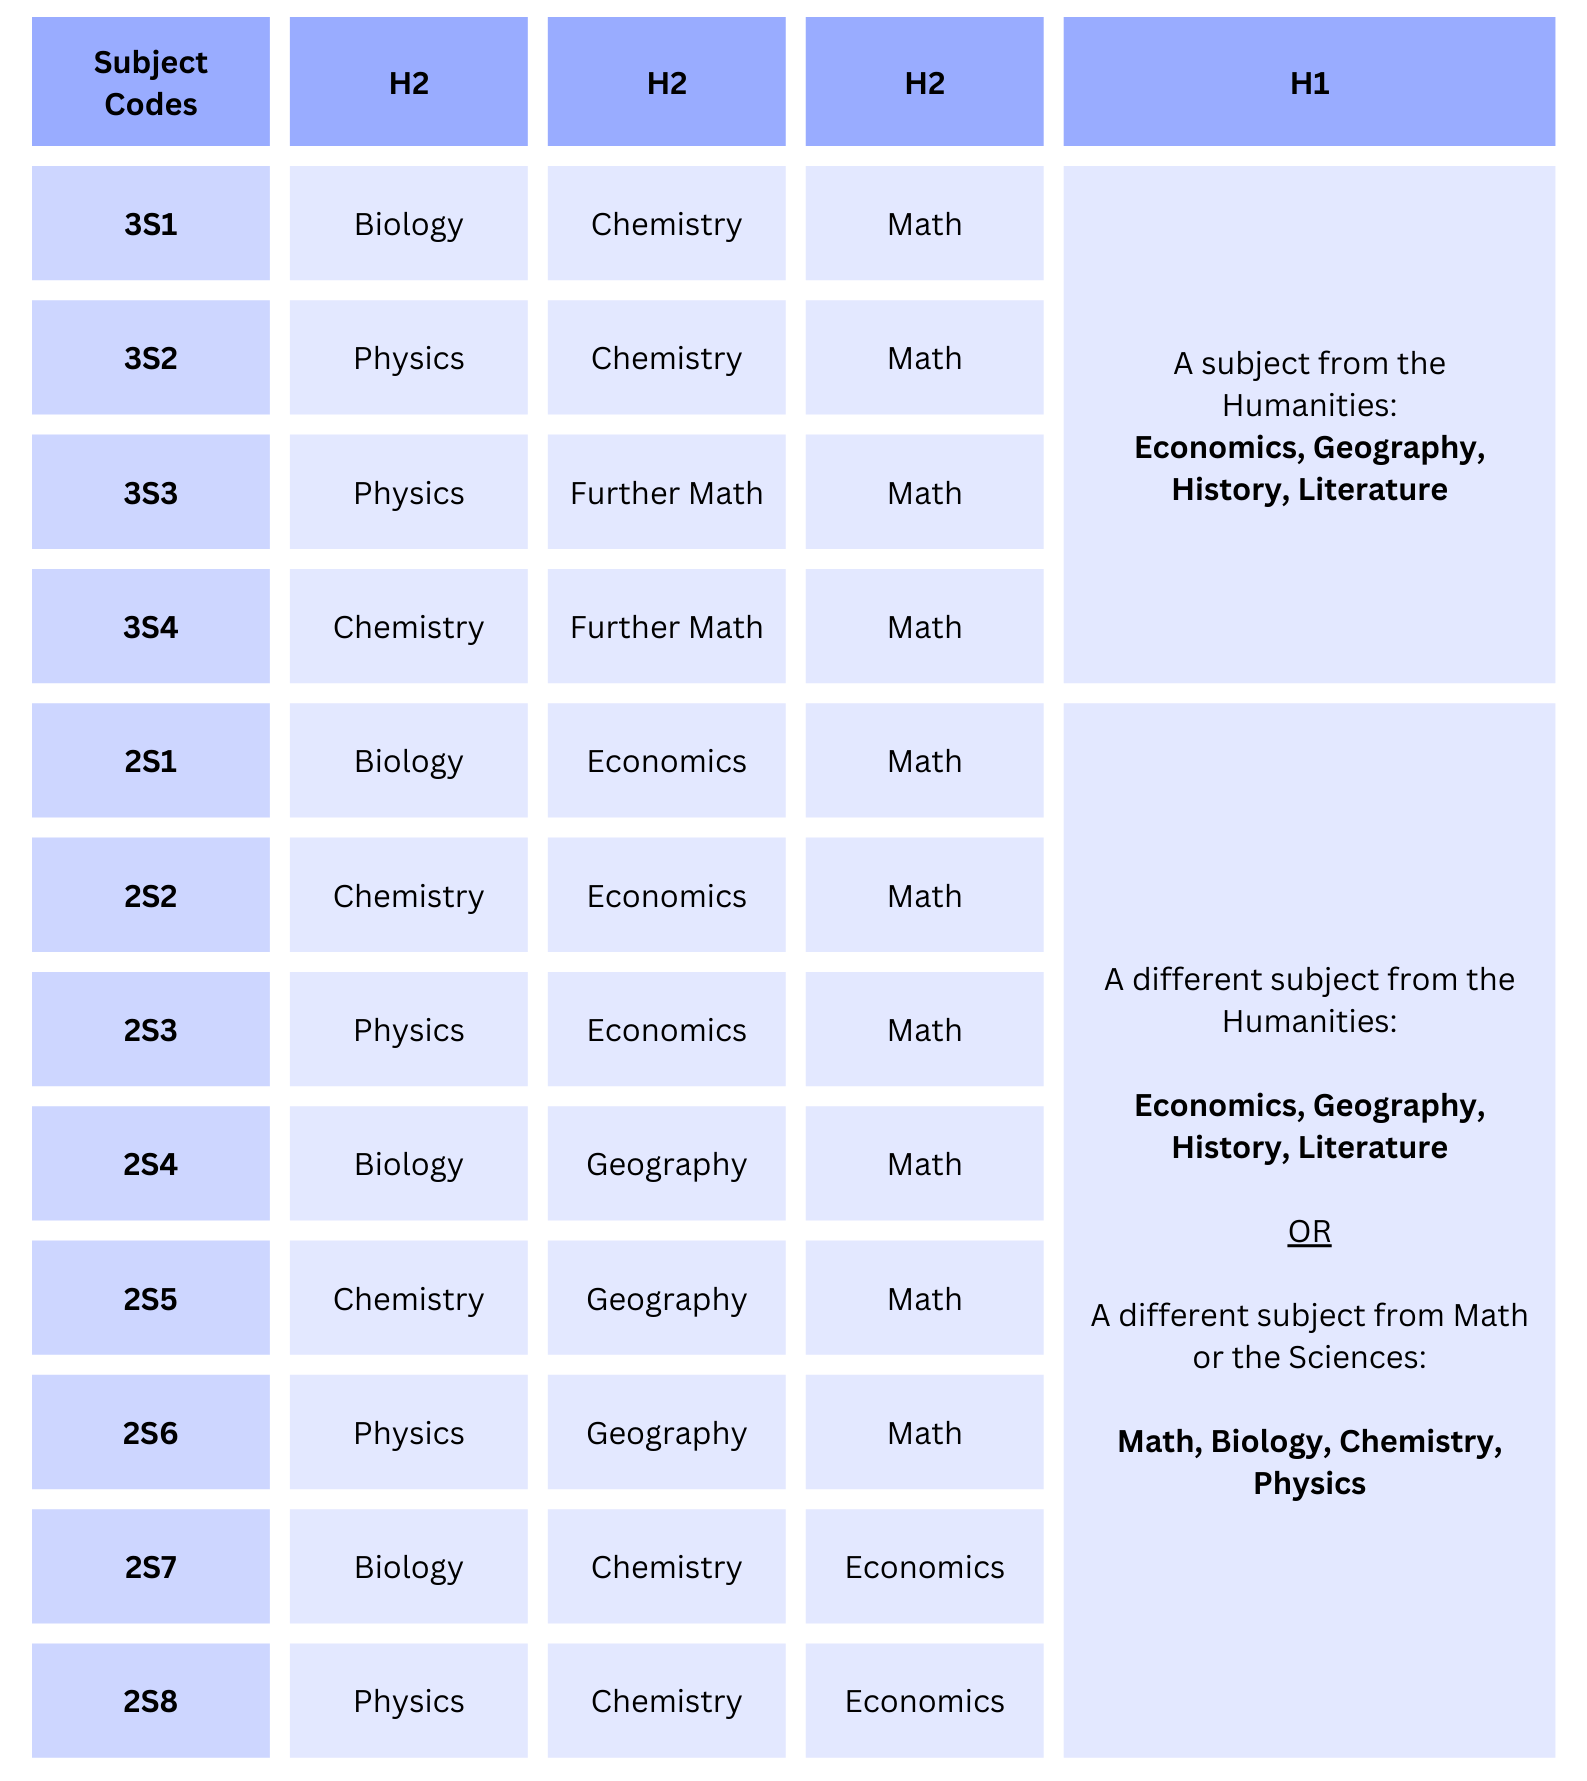 Subject
Codes
H2
H2
H2
H1
3S1
Biology
Chemistry
Math
3S2
Physics
Chemistry
Math
3S3
Physics
Further Math
Math
3S4
Chemistry
Further Math
Math
A subject from the
Humanities:
Economics, Geography,
History, Literature
2S1
Biology
Economics
Math
2S2
Chemistry
Economics
Math
2S3
Physics
Economics
Math
2S4
Biology
Geography
Math
2S5
Chemistry
Geography
Math
2S6
Physics
Geography
Math
2S7
Biology
Chemistry
Economics
2S8
Physics
Chemistry
Economics
A different subject from the
Humanities:
Economics, Geography,
History, Literature
OR
A different subject from Math
or the Sciences:
Math, Biology, Chemistry,
Physics